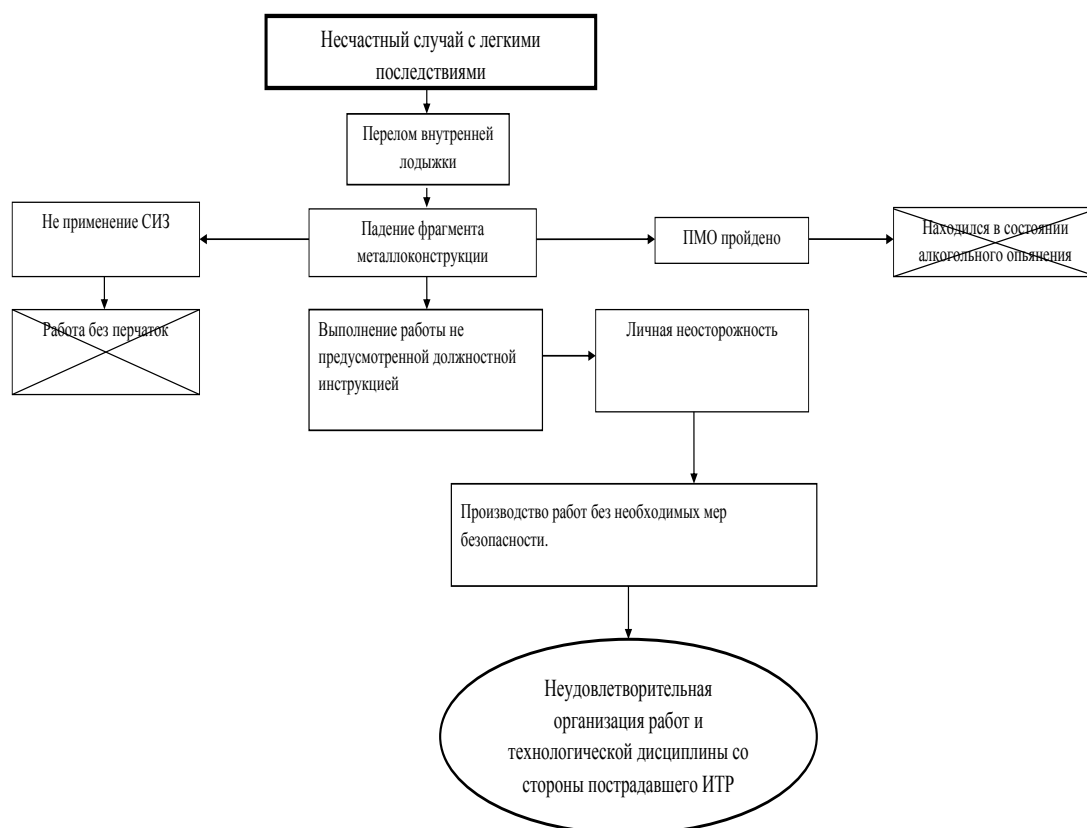 Несчастный случай с легкими
последствиями
Перелом внутренней
лодыжки
Не применение СИЗ
Падение фрагмента
металлоконструкции
ПМО пройдено
Находился в состоянии
алкогольного опьянения
Работа без перчаток
Выполнение работы не
предусмотренной должностной
инструкцией
Личная неосторожность
Производство работ без необходимых мер
безопасности.
Неудовлетворительная
организация работ и
технологической дисциплины со
стороны пострадавшего ИТР